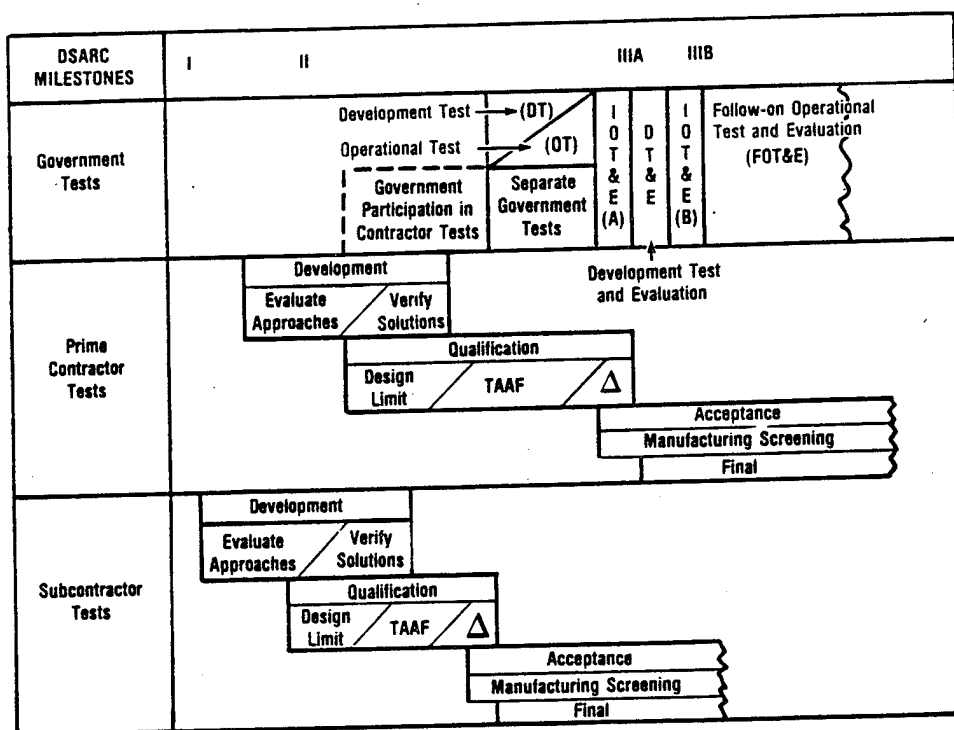 DSARC
MILESTONES
I
II
IIIA
IIIB
Government
Tests
Development Test
(DT)
Operational Test
(OT)
Government
Participation in
Contractor Tests
Separate
Government
Tests
I
O
T
&
E
(A)
D
T
&
E
I
O
T
&
E
(B)
Follow-on Operational
Test and Evaluation
(FOT&E)
Development Test
and Evaluation
Prime
Contractor
Tests
Development
Evaluate
Approaches
Verify
Solutions
Qualification
Design
Limit
TAAF
Δ
Acceptance
Manufacturing Screening
Final
Subcontractor
Tests
Development
Evaluate
Approaches
Verify
Solutions
Qualification
Design
Limit
TAAF
Δ
Acceptance
Manufacturing Screening
Final